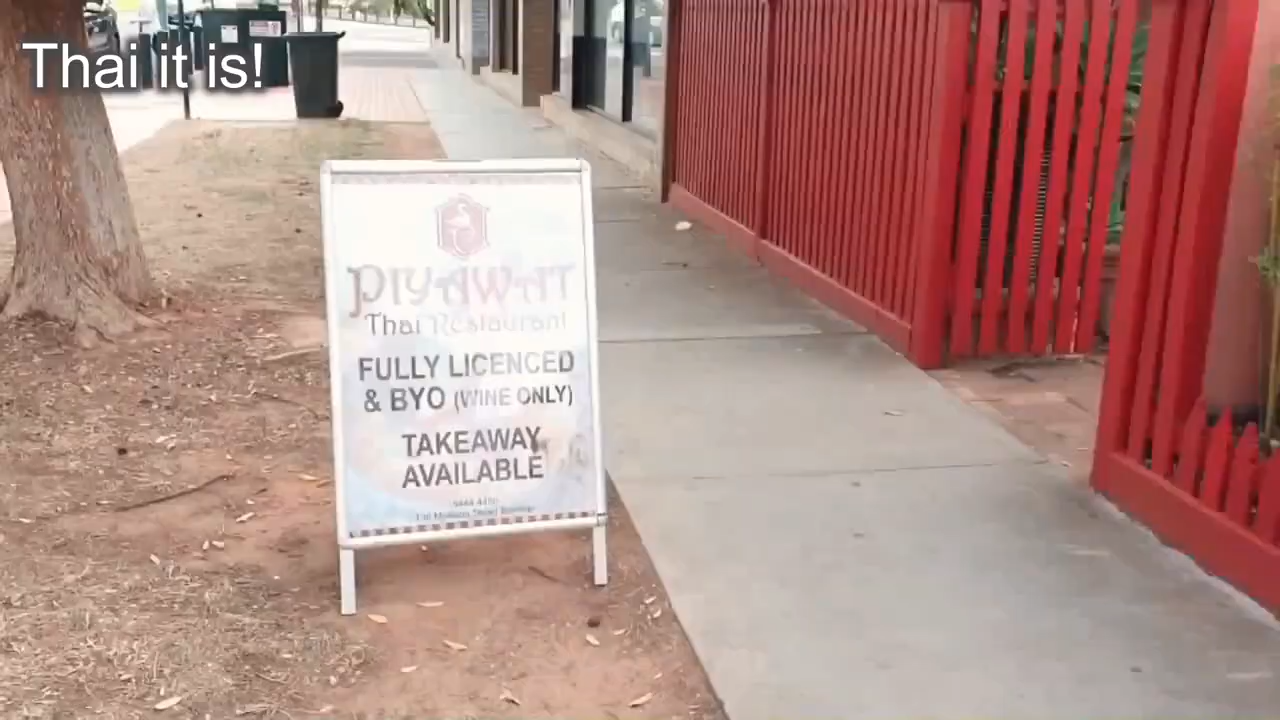 Thai it is!
PIYAWAT
Thai Restaurant
FULLY LICENCED
& BYO (WINE ONLY)
TAKEAWAY
AVAILABLE